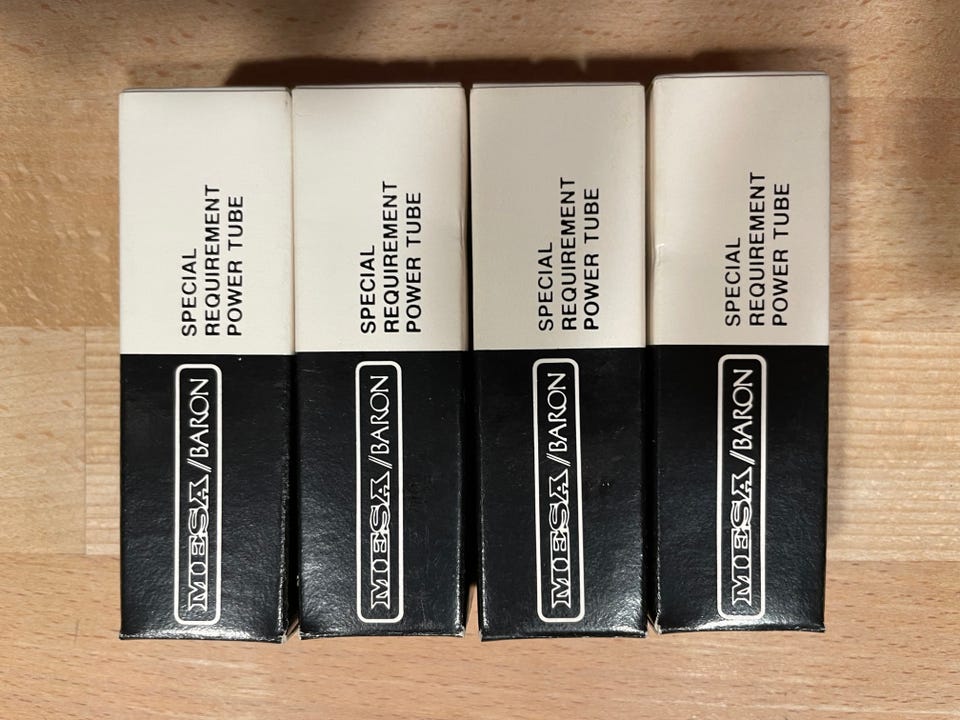 SPECIAL
REQUIREMENT
POWER TUBE
MESA//BARON
SPECIAL
REQUIREMENT
POWER TUBE
MESA//BARON
SPECIAL
REQUIREMENT
POWER TUBE
MESA//BARON
SPECIAL
REQUIREMENT
POWER TUBE
MESA//BARON